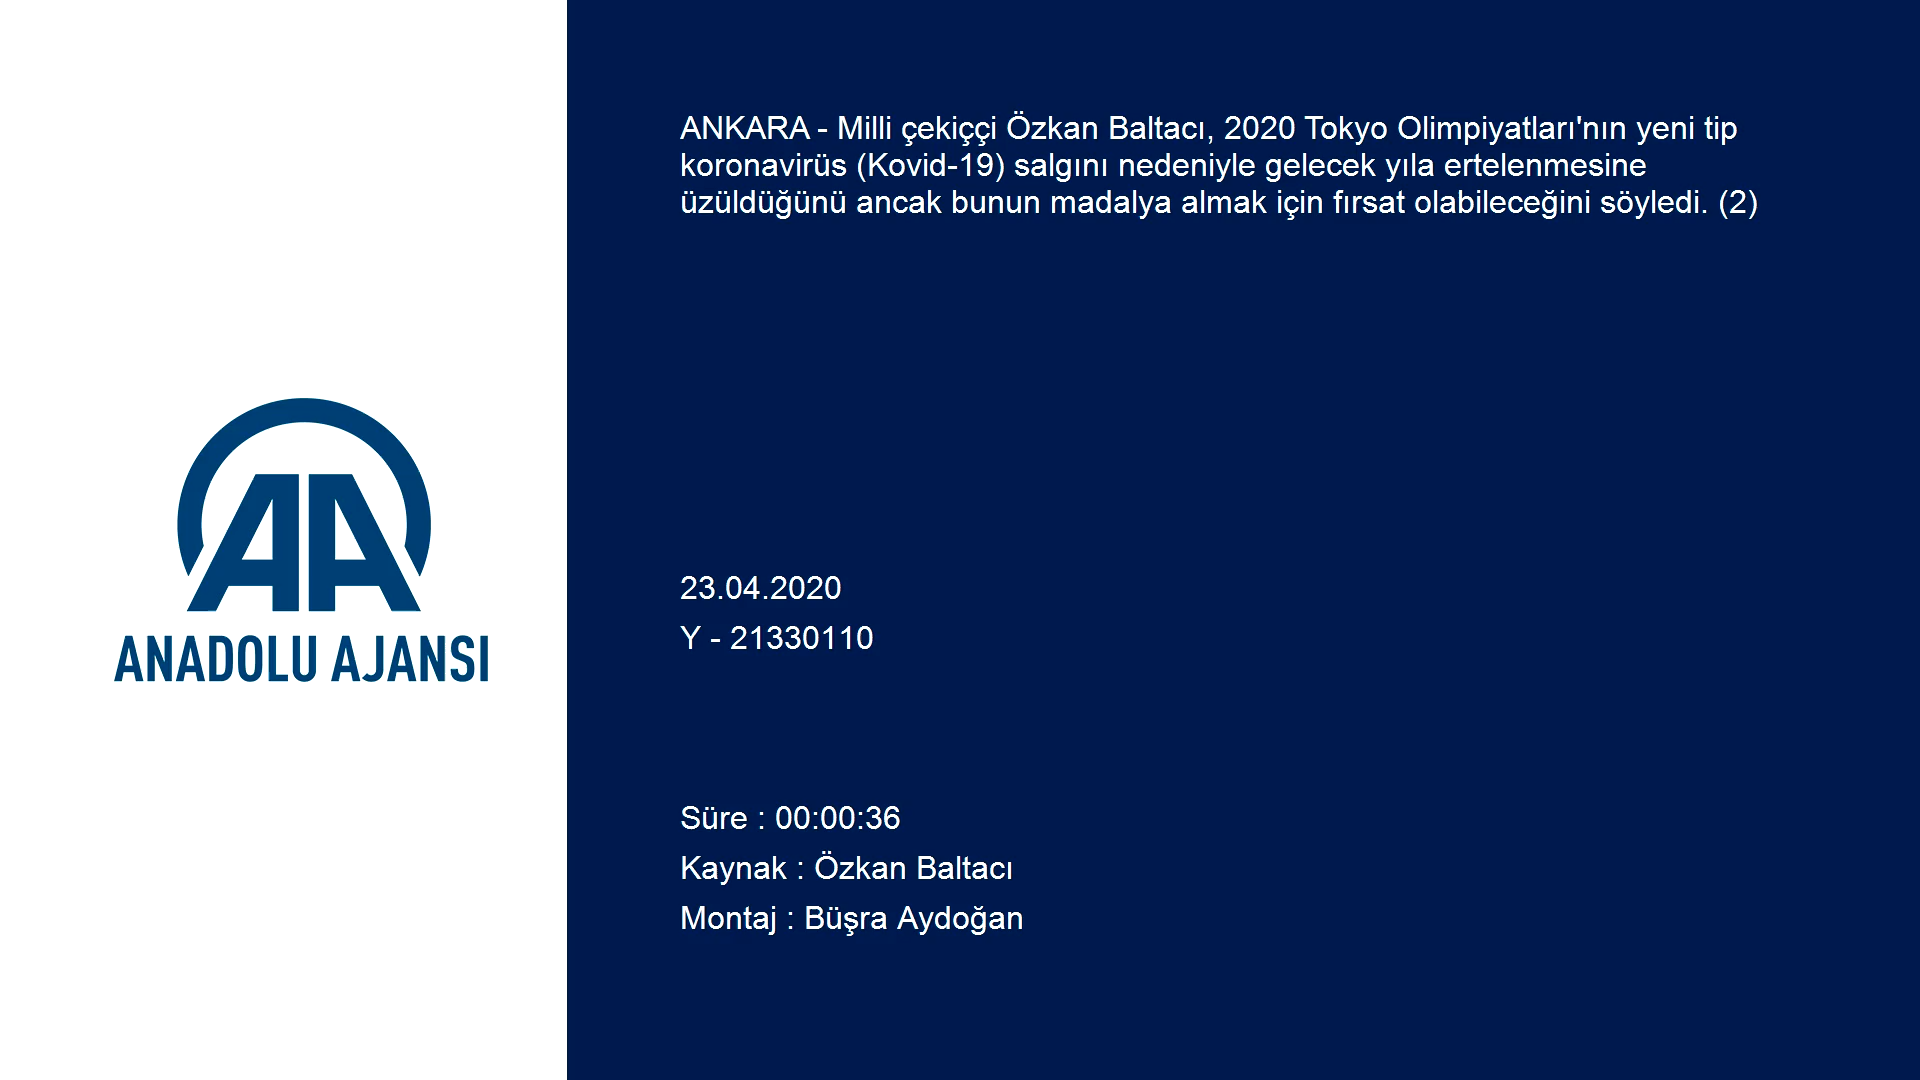 ANKARA - Milli çekiççi Özkan Baltacı, 2020 Tokyo Olimpiyatları'nın yeni tip
koronavirüs (Kovid-19) salgını nedeniyle gelecek yıla ertelenmesine
üzüldüğünü ancak bunun madalya almak için fırsat olabileceğini söyledi. (2)
AA
ANADOLU AJANSI
23.04.2020
Y - 21330110
Süre : 00:00:36
Kaynak : Özkan Baltacı
Montaj : Büşra Aydoğan